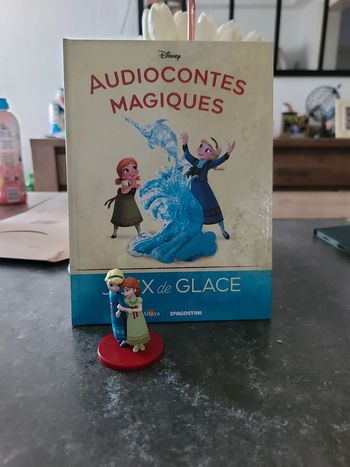 Disney
AUDIOCONTES
MAGIQUES
X de GLACE
DeAGOSTINI